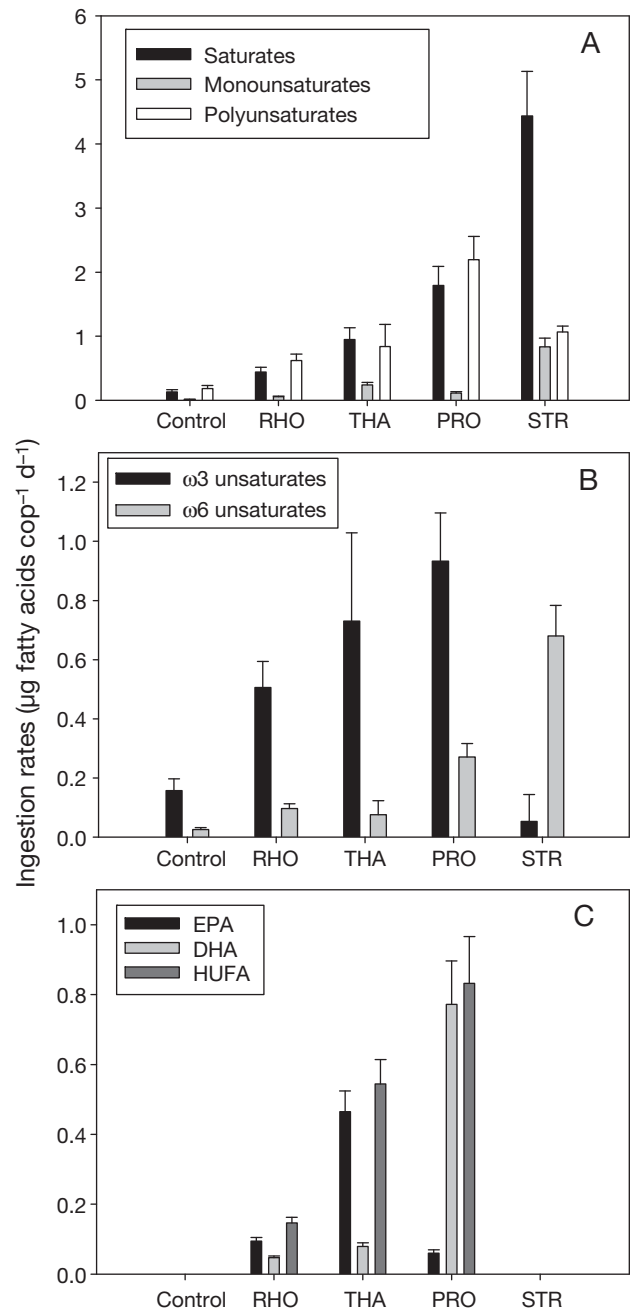 6
5
4
3
2
1
0
A
Saturates
Monounsaturates
Polyunsaturates
Control RHO THA PRO STR
1.2
1.0
0.8
0.6
0.4
0.2
0.0
B
ω3 unsaturates
ω6 unsaturates
Control RHO THA PRO STR
Ingestion rates (µg fatty acids cop⁻¹ d⁻¹)
1.0
0.8
0.6
0.4
0.2
0.0
C
EPA
DHA
HUFA
Control RHO THA PRO STR